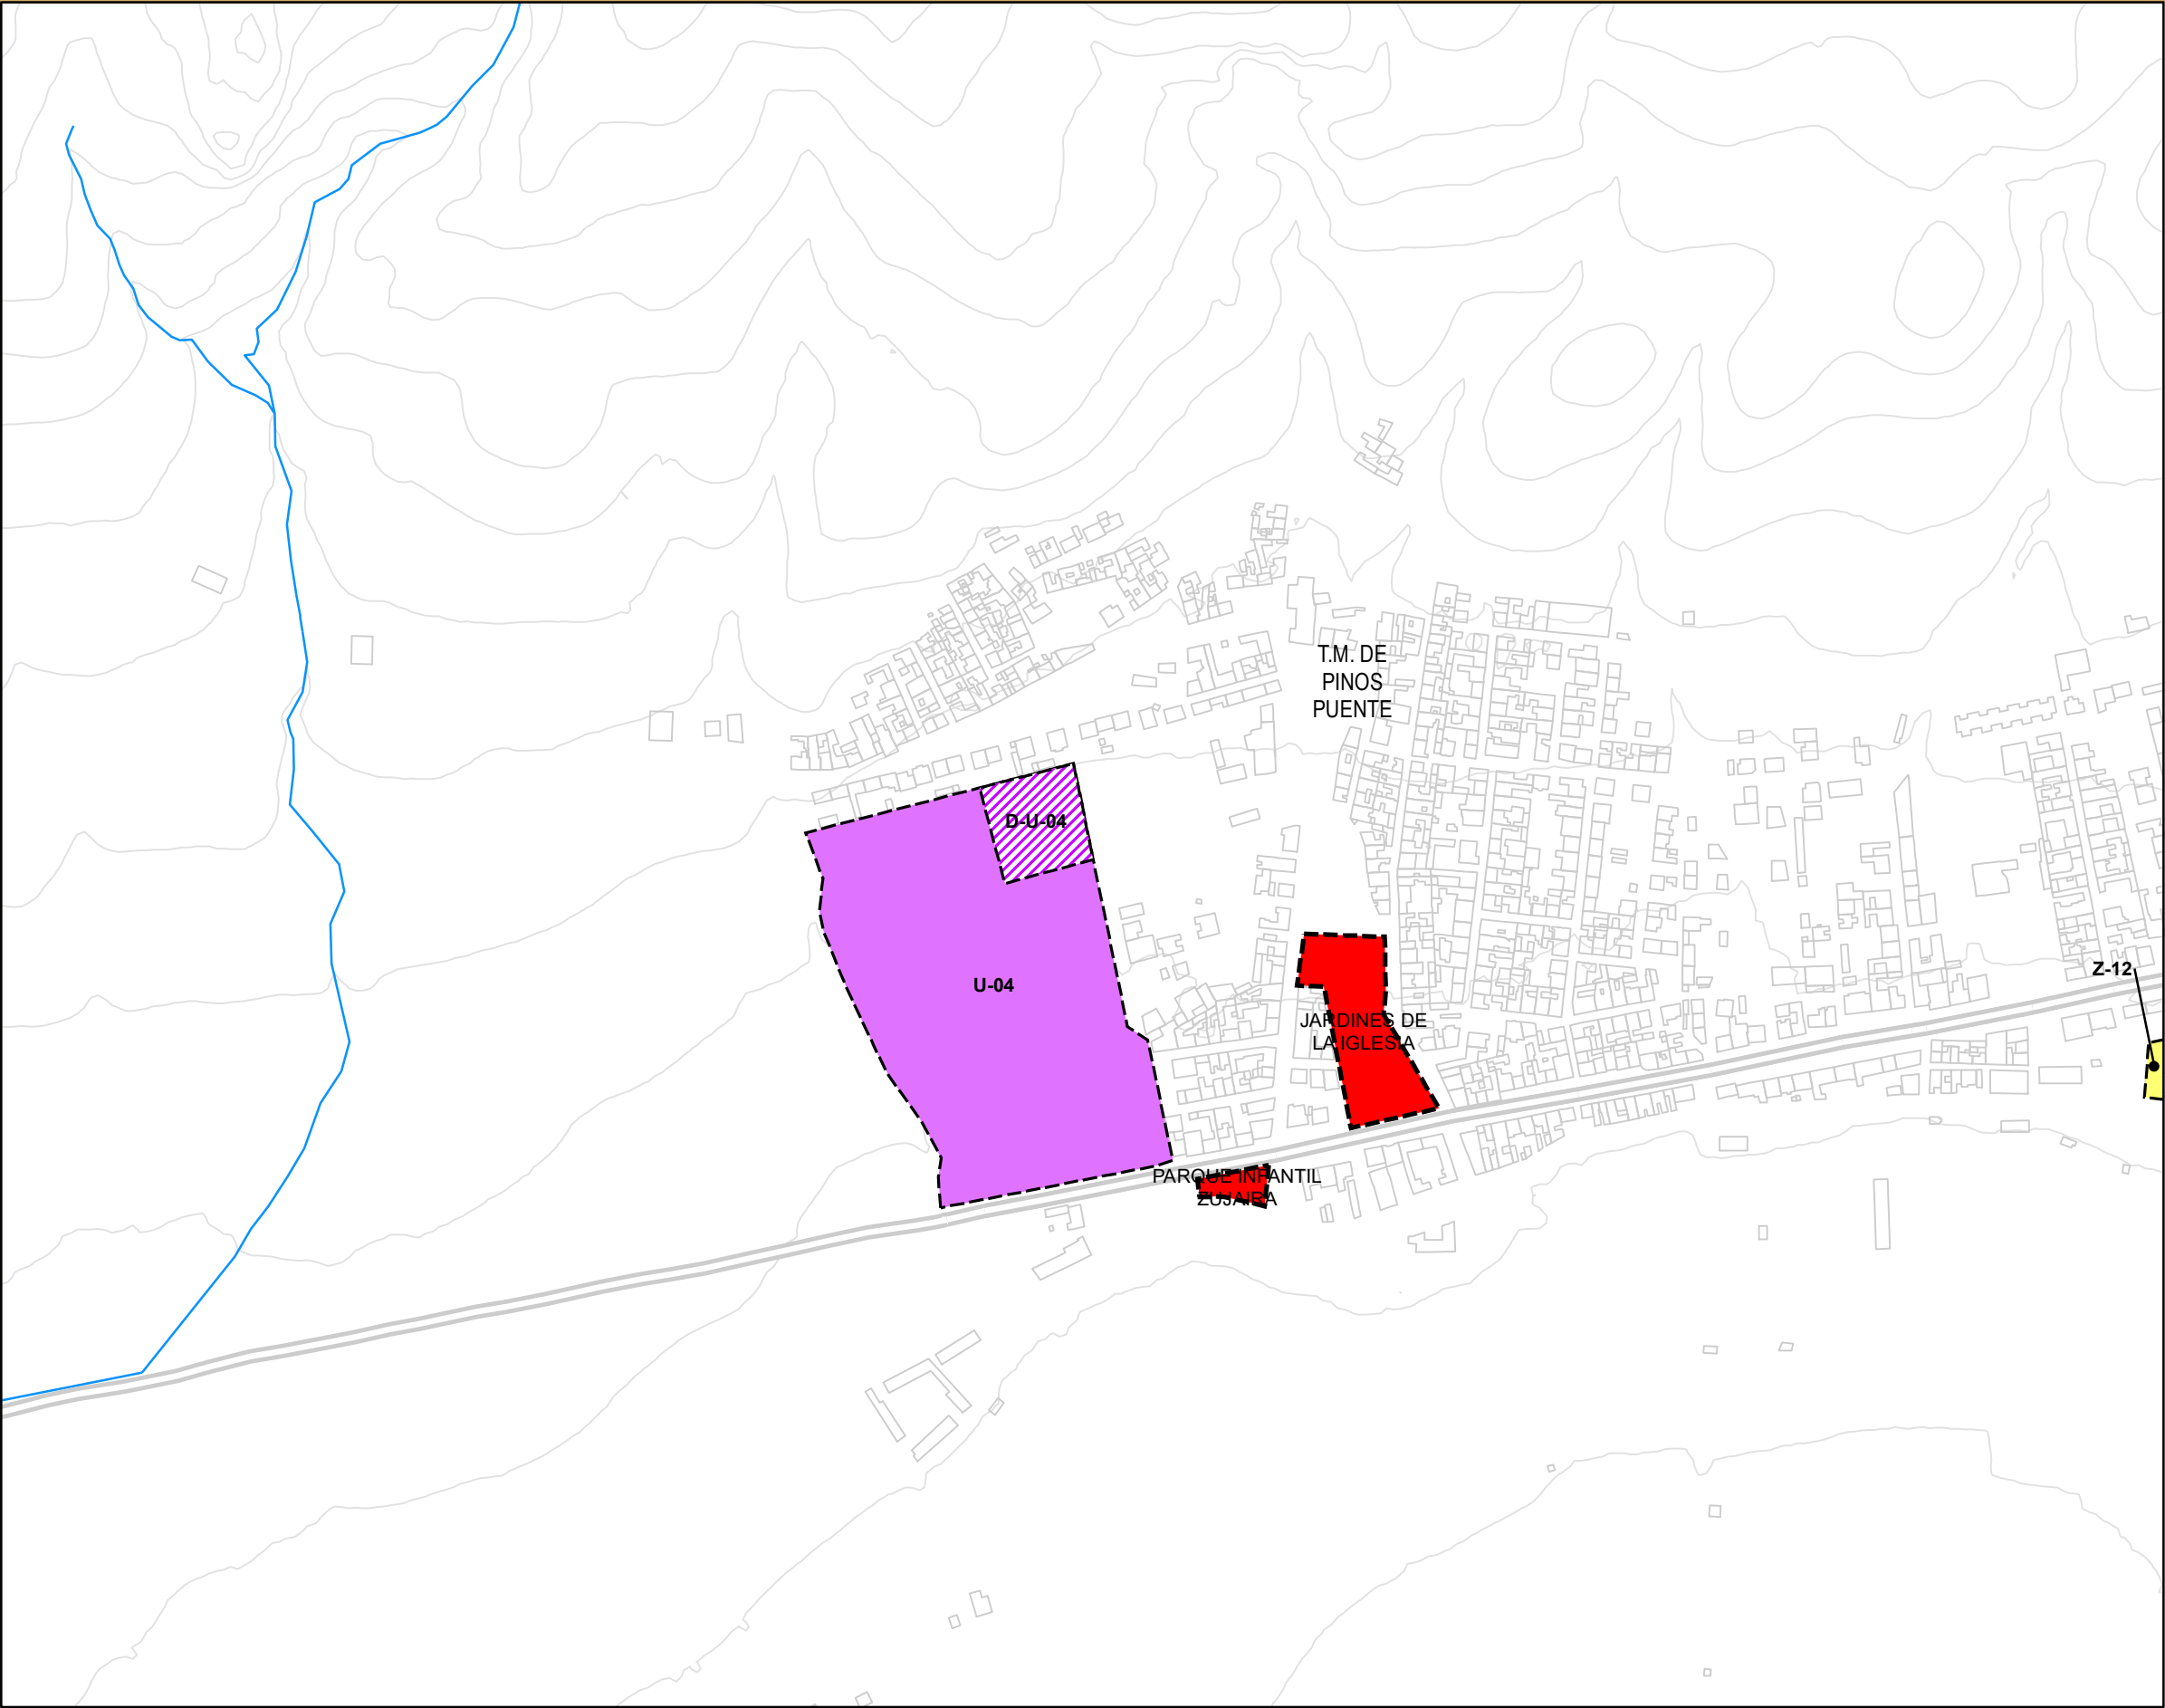 T.M. DE
PINOS
PUENTE
D-U-04
U-04
Z-12
JARDINES DE
LA IGLESIA
PARQUE INFANTIL
ZUJAIRA